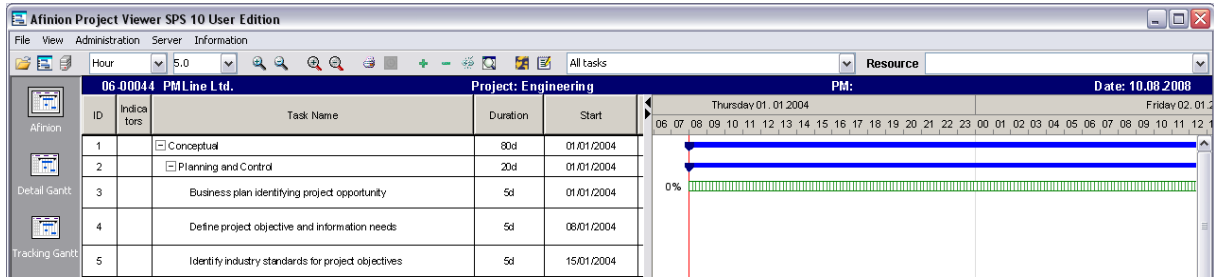 Afinion Project Viewer SPS 10 User Edition
File View Administration Server Information
Hour 5.0 All tasks Resource
06-00044 PMLine Ltd. Project: Engineering PM: Date: 10.08.2008
Afinion
Detail Gantt
Tracking Gantt
ID Indica tors Task Name Duration Start
Thursday 01. 01.2004 Friday 02. 01.2
06 07 08 09 10 11 12 13 14 15 16 17 18 19 20 21 22 23 00 01 02 03 04 05 06 07 08 09 10 11 12 1
1 Conceptual 80d 01/01/2004
2 Planning and Control 20d 01/01/2004
3 Business plan identifying project opportunity 5d 01/01/2004 0%
4 Define project objective and information needs 5d 08/01/2004
5 Identify industry standards for project objectives 5d 15/01/2004